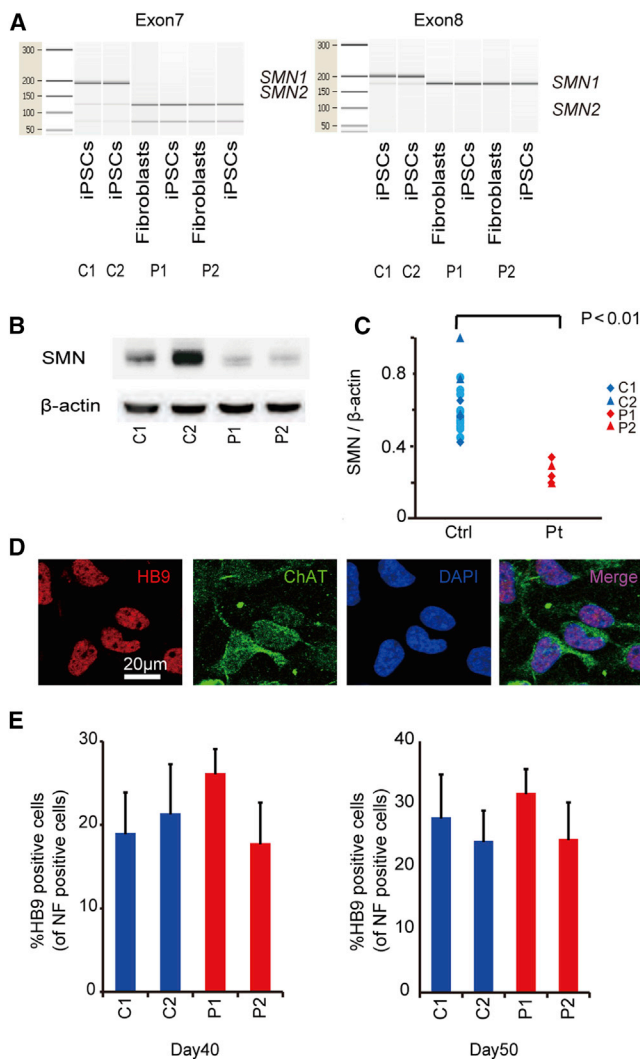 A
Exon7
Exon8
300
200
150
100
50
SMN1
SMN2
300
200
150
100
50
SMN1
SMN2
iPSCs
iPSCs
Fibroblasts
iPSCs
Fibroblasts
iPSCs
C1
C2
P1
P2
iPSCs
iPSCs
Fibroblasts
iPSCs
Fibroblasts
iPSCs
C1
C2
P1
P2
B
SMN
β-actin
C1
C2
P1
P2
C
P<0.01
SMN / β-actin
0.8
0.4
0
Ctrl
Pt
C1
C2
P1
P2
D
HB9
20μm
ChAT
DAPI
Merge
E
%HB9 positive cells
(of NF positive cells)
30
20
10
0
C1
C2
P1
P2
Day40
%HB9 positive cells
(of NF positive cells)
40
30
20
10
0
C1
C2
P1
P2
Day50